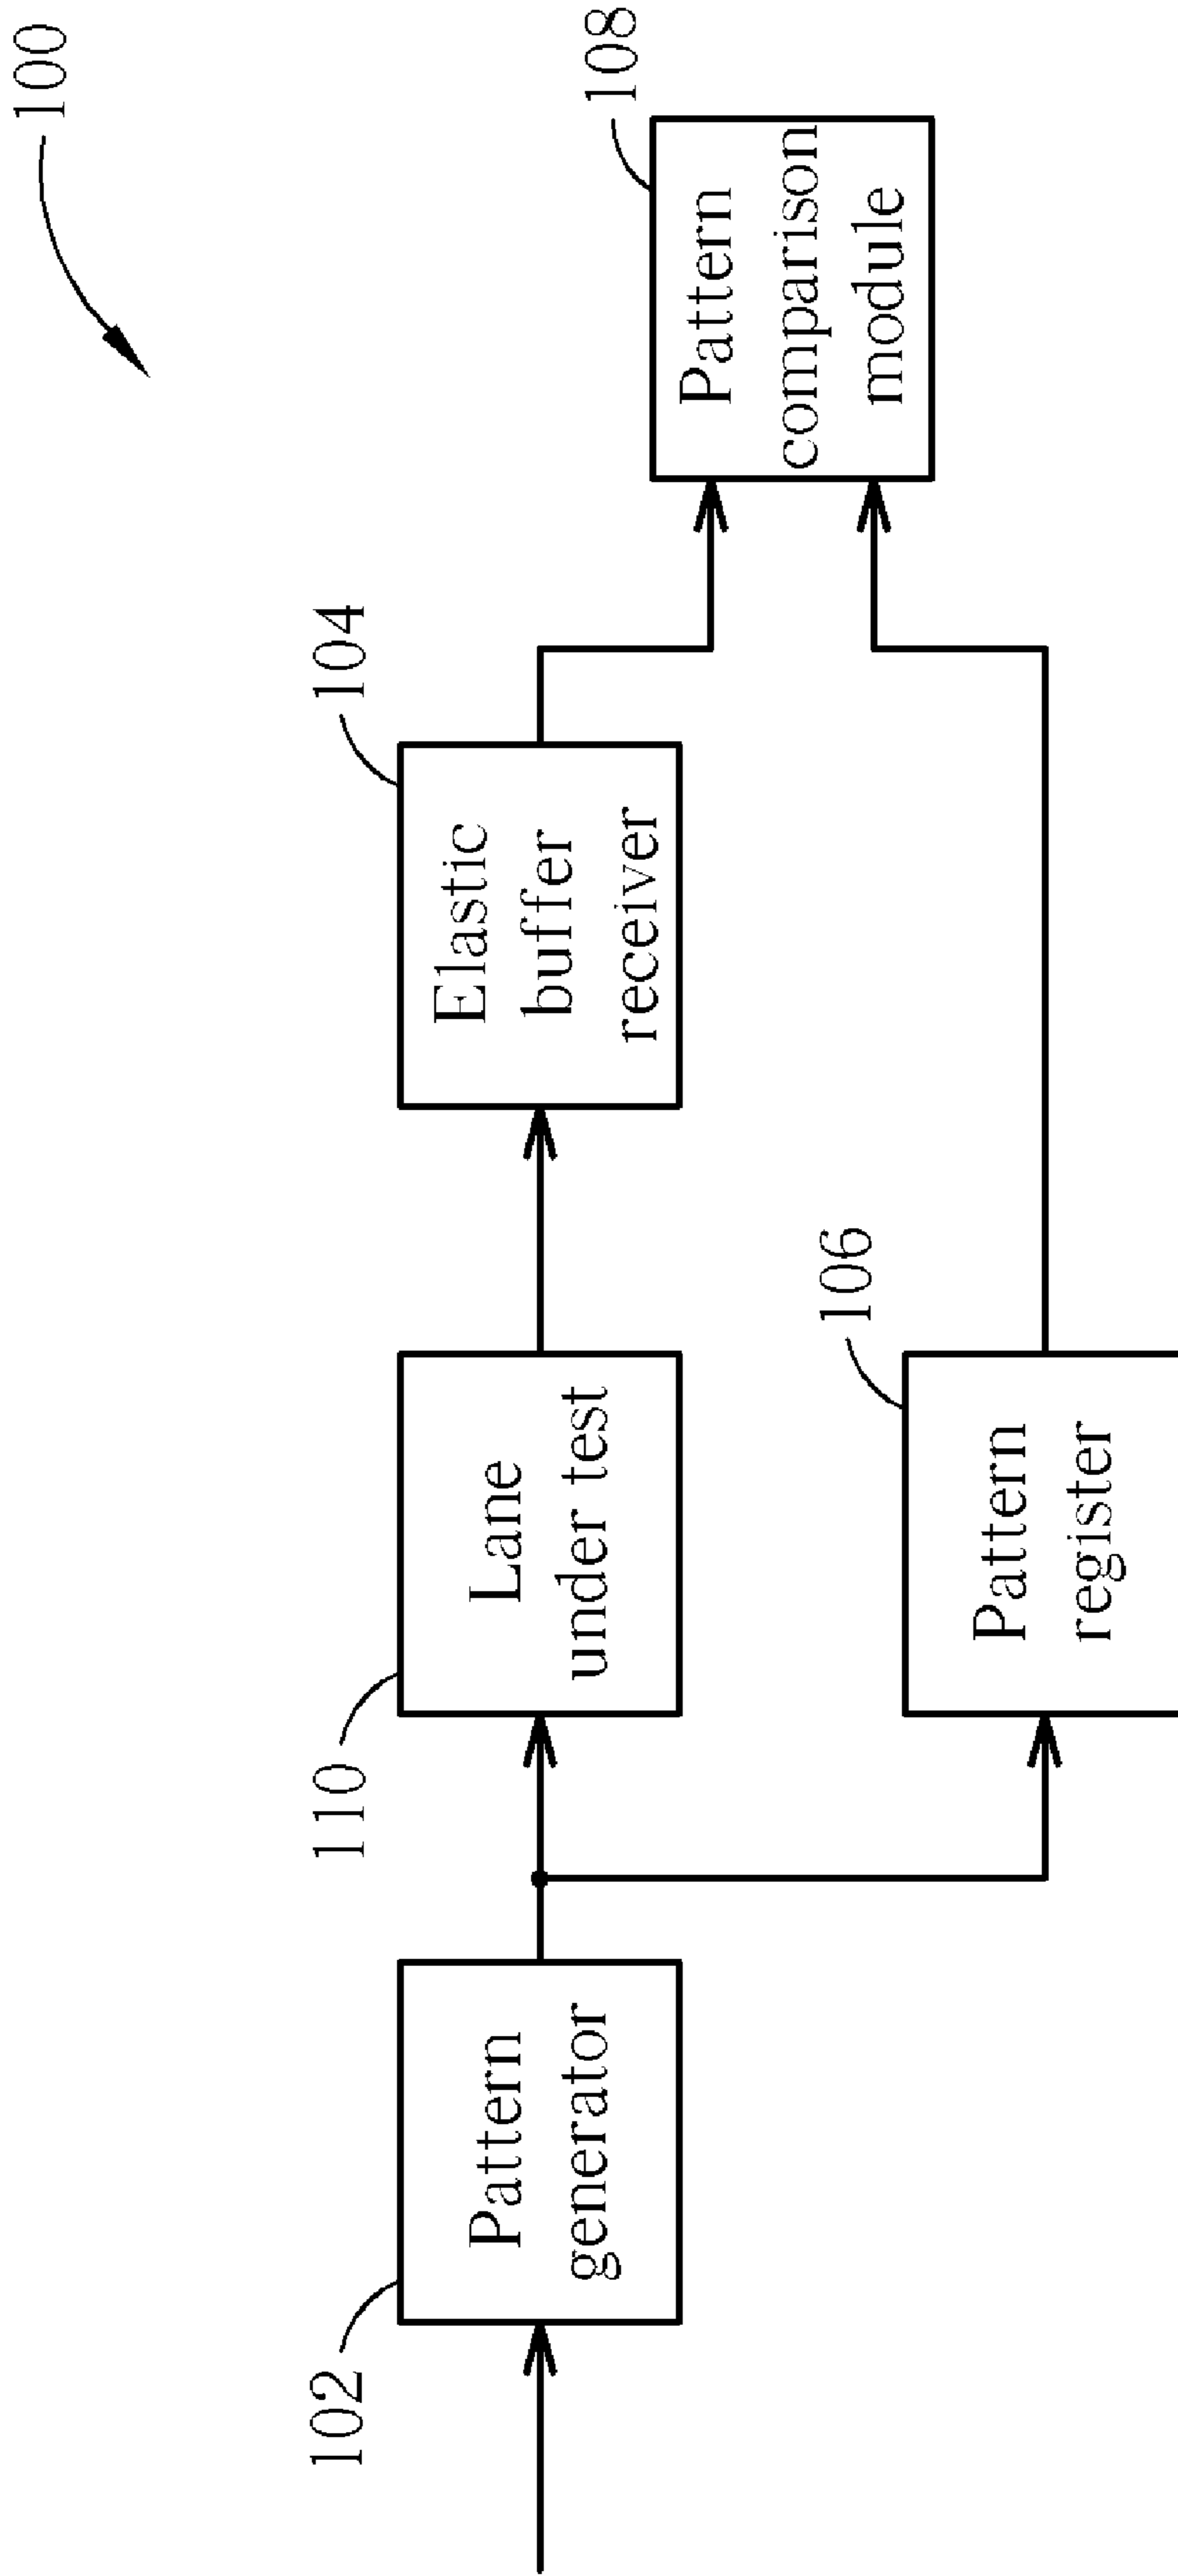 100
102
Pattern
generator
110
Lane
under test
104
Elastic
buffer
receiver
106
Pattern
register
108
Pattern
comparison
module